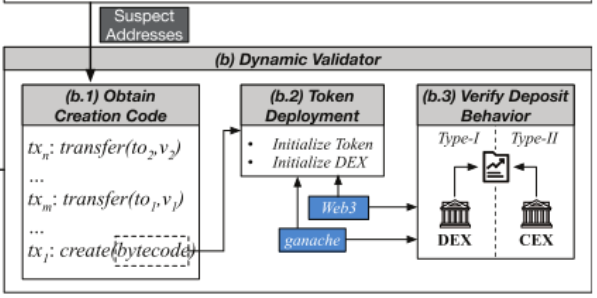 Suspect
Addresses
(b) Dynamic Validator
(b.1) Obtain
Creation Code
txₙ: transfer(to₂,v₂)
...
txₘ: transfer(to₁,v₁)
...
tx₁: create(bytecode)
(b.2) Token
Deployment
• Initialize Token
• Initialize DEX
Web3
ganache
(b.3) Verify Deposit
Behavior
Type-I Type-II
DEX CEX